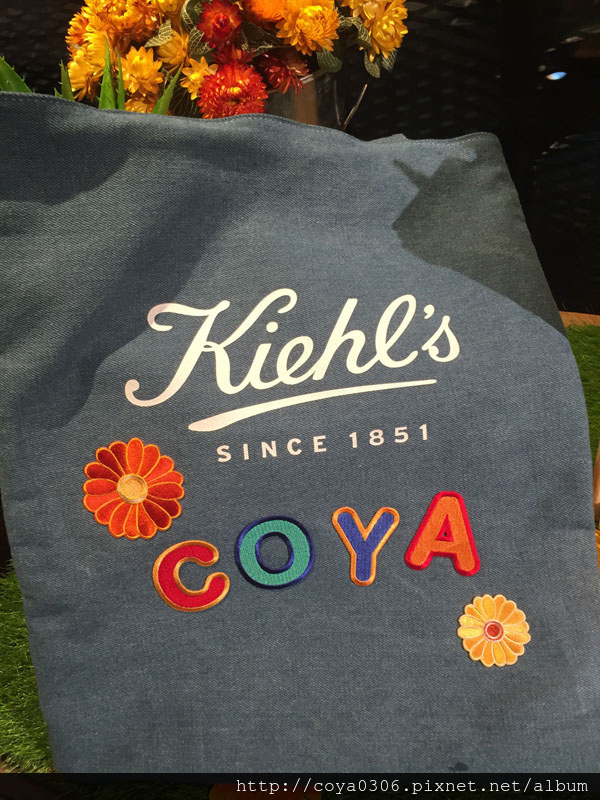 Kiehl's
SINCE 1851
COYA
http://coya0306.pixnet.net/album